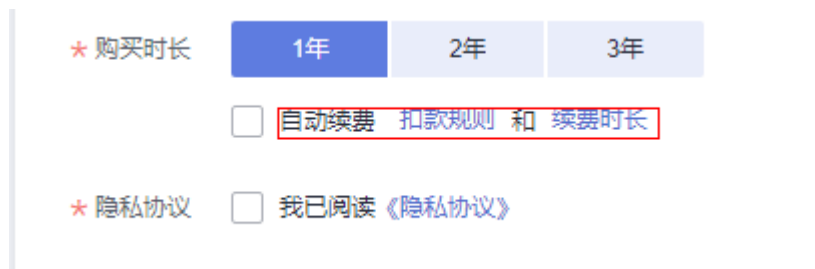 * 购买时长 1年 2年 3年
自动续费 扣款规则 和 续费时长
* 隐私协议 我已阅读《隐私协议》